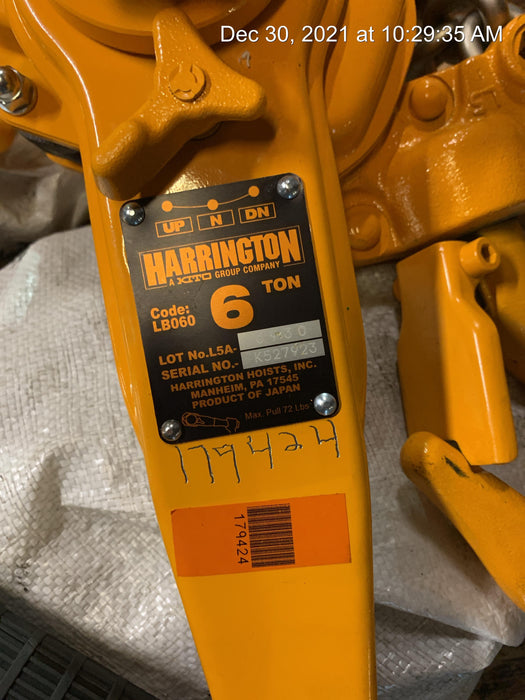 Dec 30, 2021 at 10:29:35 AM
UP N DN
HARRINGTON
A KITO GROUP COMPANY
Code: 6 TON
LB060
LOT No.L5A-
SERIAL NO.- K527923
HARRINGTON HOISTS, INC.
MANHEIM, PA 17545
PRODUCT OF JAPAN
Max. Pull 72 Lbs
179424
179424